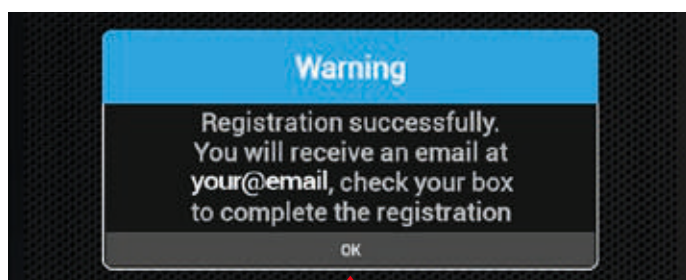 Warning
Registration successfully.
You will receive an email at
your@email, check your box
to complete the registration
OK